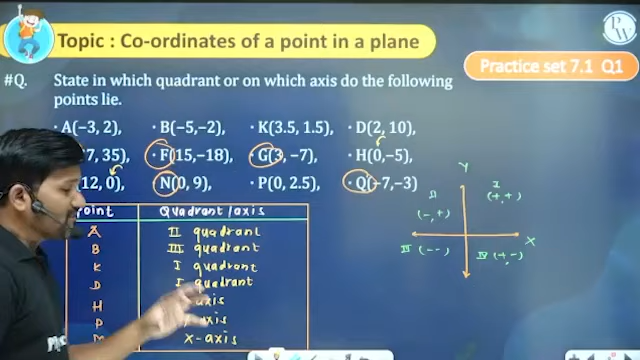 Topic : Co-ordinates of a point in a plane
Practice set 7.1 Q1
#Q. State in which quadrant or on which axis do the following
points lie.
· A(−3, 2), · B(−5,−2), · K(3.5, 1.5), · D(2, 10),
7, 35), · F(15,−18), · G(3, −7), · H(0,−5),
12, 0), · N(0, 9), · P(0, 2.5), · Q(−7,−3)
Point Quadrant/axis
A II quadrant
B III quadrant
K I quadrant
D I quadrant
H axis
P axis
M x-axis
Y
II I
(-,+) (+,+)
X
III (--) IV (+,-)